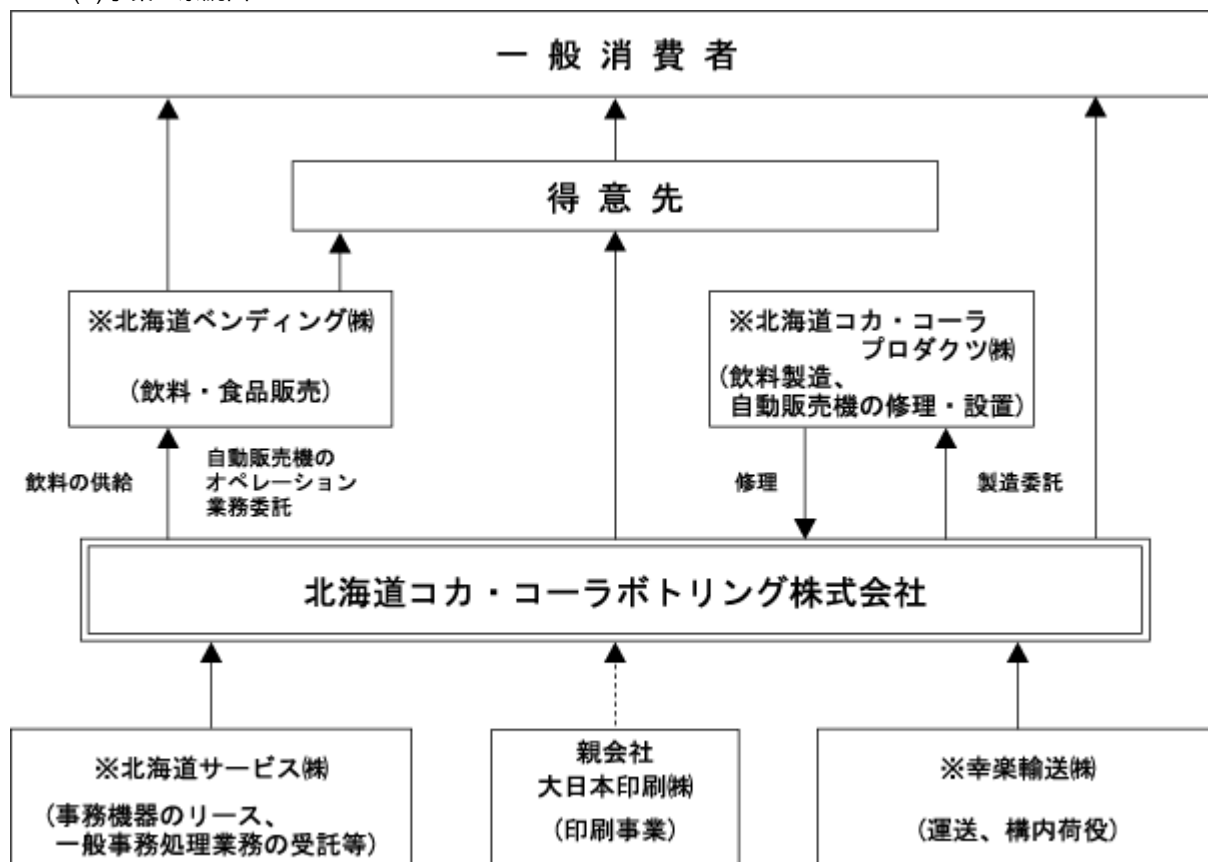 一般消費者
得意先
※北海道ベンディング㈱
(飲料・食品販売)
※北海道コカ・コーラ
プロダクツ㈱
(飲料製造、
自動販売機の修理・設置)
飲料の供給
自動販売機の
オペレーション
業務委託
修理
製造委託
北海道コカ・コーラボトリング株式会社
※北海道サービス㈱
(事務機器のリース、
一般事務処理業務の受託等)
親会社
大日本印刷㈱
(印刷事業)
※幸楽輸送㈱
(運送、構内荷役)